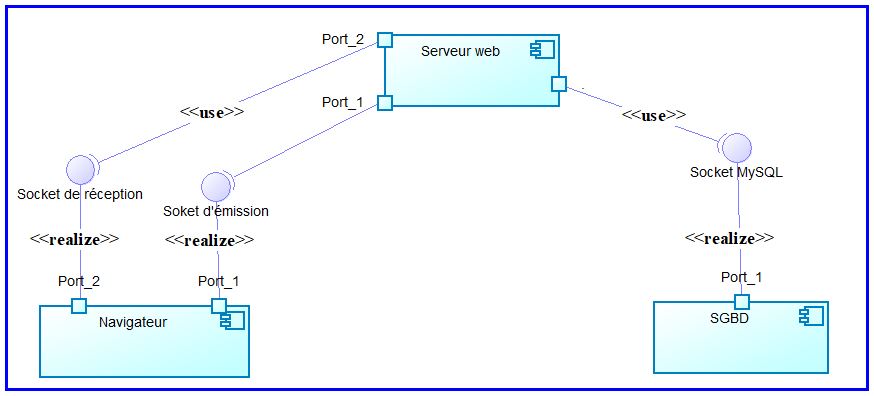 Port_2
Serveur web
Port_1
<<use>>
<<use>>
Socket de réception
Soket d'émission
Socket MySQL
<<realize>>
<<realize>>
<<realize>>
Port_2
Port_1
Port_1
Navigateur
SGBD